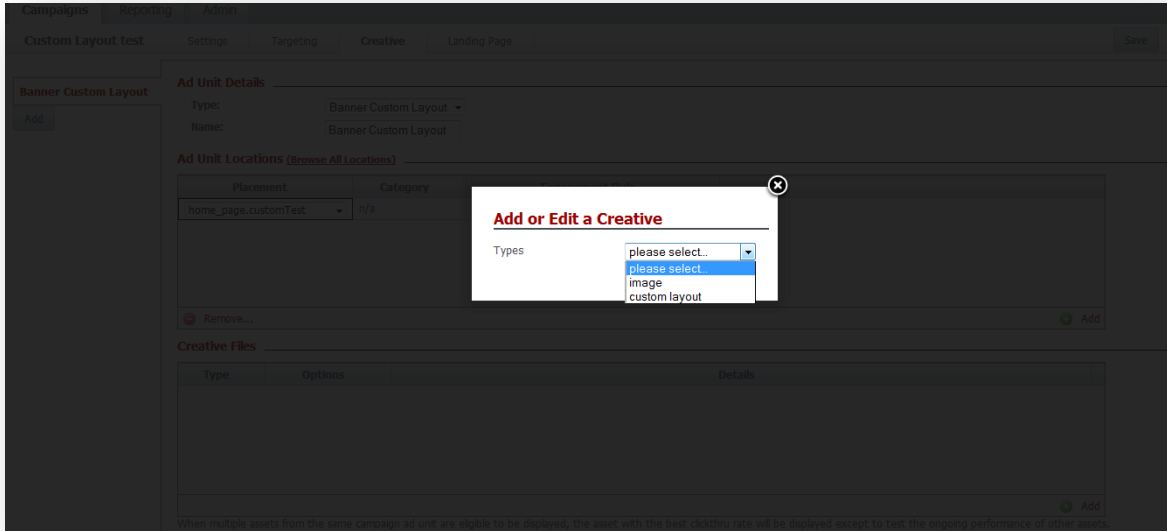 Campaigns Reporting Admin
Custom Layout test Settings Targeting Creative Landing Page Save
Banner Custom Layout
Add
Ad Unit Details
Type: Banner Custom Layout
Name: Banner Custom Layout
Ad Unit Locations (Browse All Locations)
Placement Category
home_page.customTest n/a
Add or Edit a Creative
Types please select...
please select...
image
custom layout
Remove... Add
Creative Files
Type Options Details
Add
When multiple assets from the same campaign ad unit are eligible to be displayed, the asset with the best clickthru rate will be displayed except to test the ongoing performance of other assets.